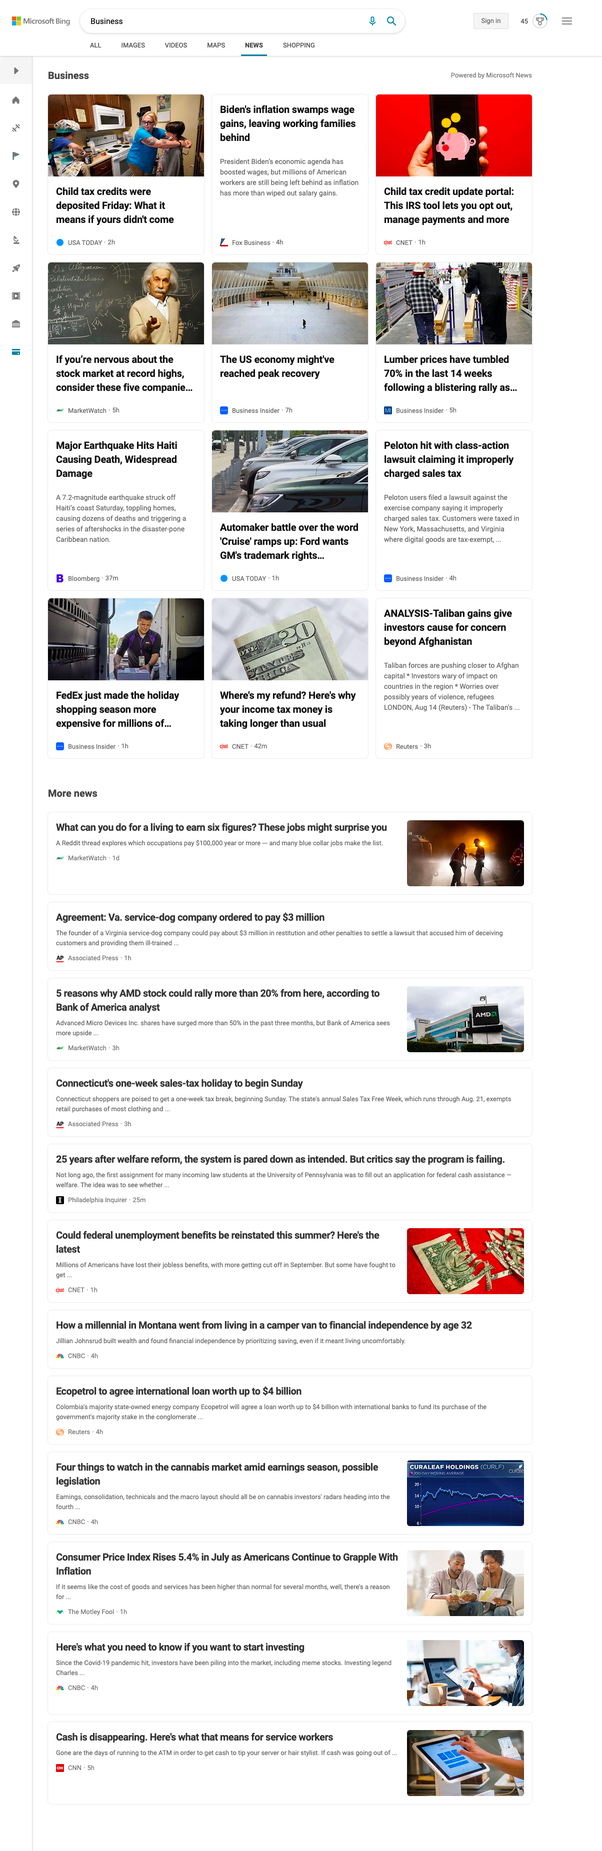 Microsoft Bing
Business
Sign in
45
ALL IMAGES VIDEOS MAPS NEWS SHOPPING
Business
Powered by Microsoft News
Child tax credits were
deposited Friday: What it
means if yours didn't come
USA TODAY · 2h
Biden's inflation swamps wage
gains, leaving working families
behind
President Biden's economic agenda has
boosted wages, but millions of American
workers are still being left behind as inflation
has more than wiped out salary gains.
Fox Business · 4h
Child tax credit update portal:
This IRS tool lets you opt out,
manage payments and more
CNET · 1h
If you're nervous about the
stock market at record highs,
consider these five companie...
MarketWatch · 5h
The US economy might've
reached peak recovery
Business Insider · 7h
Lumber prices have tumbled
70% in the last 14 weeks
following a blistering rally as...
Business Insider · 5h
Major Earthquake Hits Haiti
Causing Death, Widespread
Damage
A 7.2-magnitude earthquake struck off
Haiti's coast Saturday, toppling homes,
causing dozens of deaths and triggering a
series of aftershocks in the disaster-pone
Caribbean nation.
Bloomberg · 37m
Automaker battle over the word
'Cruise' ramps up: Ford wants
GM's trademark rights...
USA TODAY · 1h
Peloton hit with class-action
lawsuit claiming it improperly
charged sales tax
Peloton users filed a lawsuit against the
exercise company saying it improperly
charged sales tax. Customers were taxed in
New York, Massachusetts, and Virginia
where digital goods are tax-exempt, ...
Business Insider · 4h
FedEx just made the holiday
shopping season more
expensive for millions of...
Business Insider · 1h
Where's my refund? Here's why
your income tax money is
taking longer than usual
CNET · 42m
ANALYSIS-Taliban gains give
investors cause for concern
beyond Afghanistan
Taliban forces are pushing closer to Afghan
capital * Investors wary of impact on
countries in the region * Worries over
possibly years of violence, refugees
LONDON, Aug 14 (Reuters) - The Taliban's ...
Reuters · 3h
More news
What can you do for a living to earn six figures? These jobs might surprise you
A Reddit thread explores which occupations pay $100,000 year or more — and many blue collar jobs make the list.
MarketWatch · 1d
Agreement: Va. service-dog company ordered to pay $3 million
The founder of a Virginia service-dog company could pay about $3 million in restitution and other penalties to settle a lawsuit that accused him of deceiving
customers and providing them ill-trained ...
AP Associated Press · 1h
5 reasons why AMD stock could rally more than 20% from here, according to
Bank of America analyst
Advanced Micro Devices Inc. shares have surged more than 50% in the past three months, but Bank of America sees
more upside ...
MarketWatch · 3h
AMD
Connecticut's one-week sales-tax holiday to begin Sunday
Connecticut shoppers are poised to get a one-week tax break, beginning Sunday. The state's annual Sales Tax Free Week, which runs through Aug. 21, exempts
retail purchases of most clothing and ...
AP Associated Press · 3h
25 years after welfare reform, the system is pared down as intended. But critics say the program is failing.
Not long ago, the first assignment for many incoming law students at the University of Pennsylvania was to fill out an application for federal cash assistance —
welfare. The idea was to see whether ...
Philadelphia Inquirer · 25m
Could federal unemployment benefits be reinstated this summer? Here's the
latest
Millions of Americans have lost their jobless benefits, with more getting cut off in September. But some have fought to
get ...
CNET · 1h
How a millennial in Montana went from living in a camper van to financial independence by age 32
Jillian Johnsrud built wealth and found financial independence by prioritizing saving, even if it meant living uncomfortably.
CNBC · 4h
Ecopetrol to agree international loan worth up to $4 billion
Colombia's majority state-owned energy company Ecopetrol will agree a loan worth up to $4 billion with international banks to fund its purchase of the
government's majority stake in the conglomerate ...
Reuters · 4h
Four things to watch in the cannabis market amid earnings season, possible
legislation
Earnings, consolidation, technicals and the macro layout should all be on cannabis investors' radars heading into the
fourth ...
CNBC · 4h
CURALEAF HOLDINGS (CURLF)
Consumer Price Index Rises 5.4% in July as Americans Continue to Grapple With
Inflation
If it seems like the cost of goods and services has been higher than normal for several months, well, there's a reason
for ...
The Motley Fool · 1h
Here's what you need to know if you want to start investing
Since the Covid-19 pandemic hit, investors have been piling into the market, including meme stocks. Investing legend
Charles ...
CNBC · 4h
Cash is disappearing. Here's what that means for service workers
Gone are the days of running to the ATM in order to get cash to tip your server or hair stylist. If cash was going out of ...
CNN · 5h